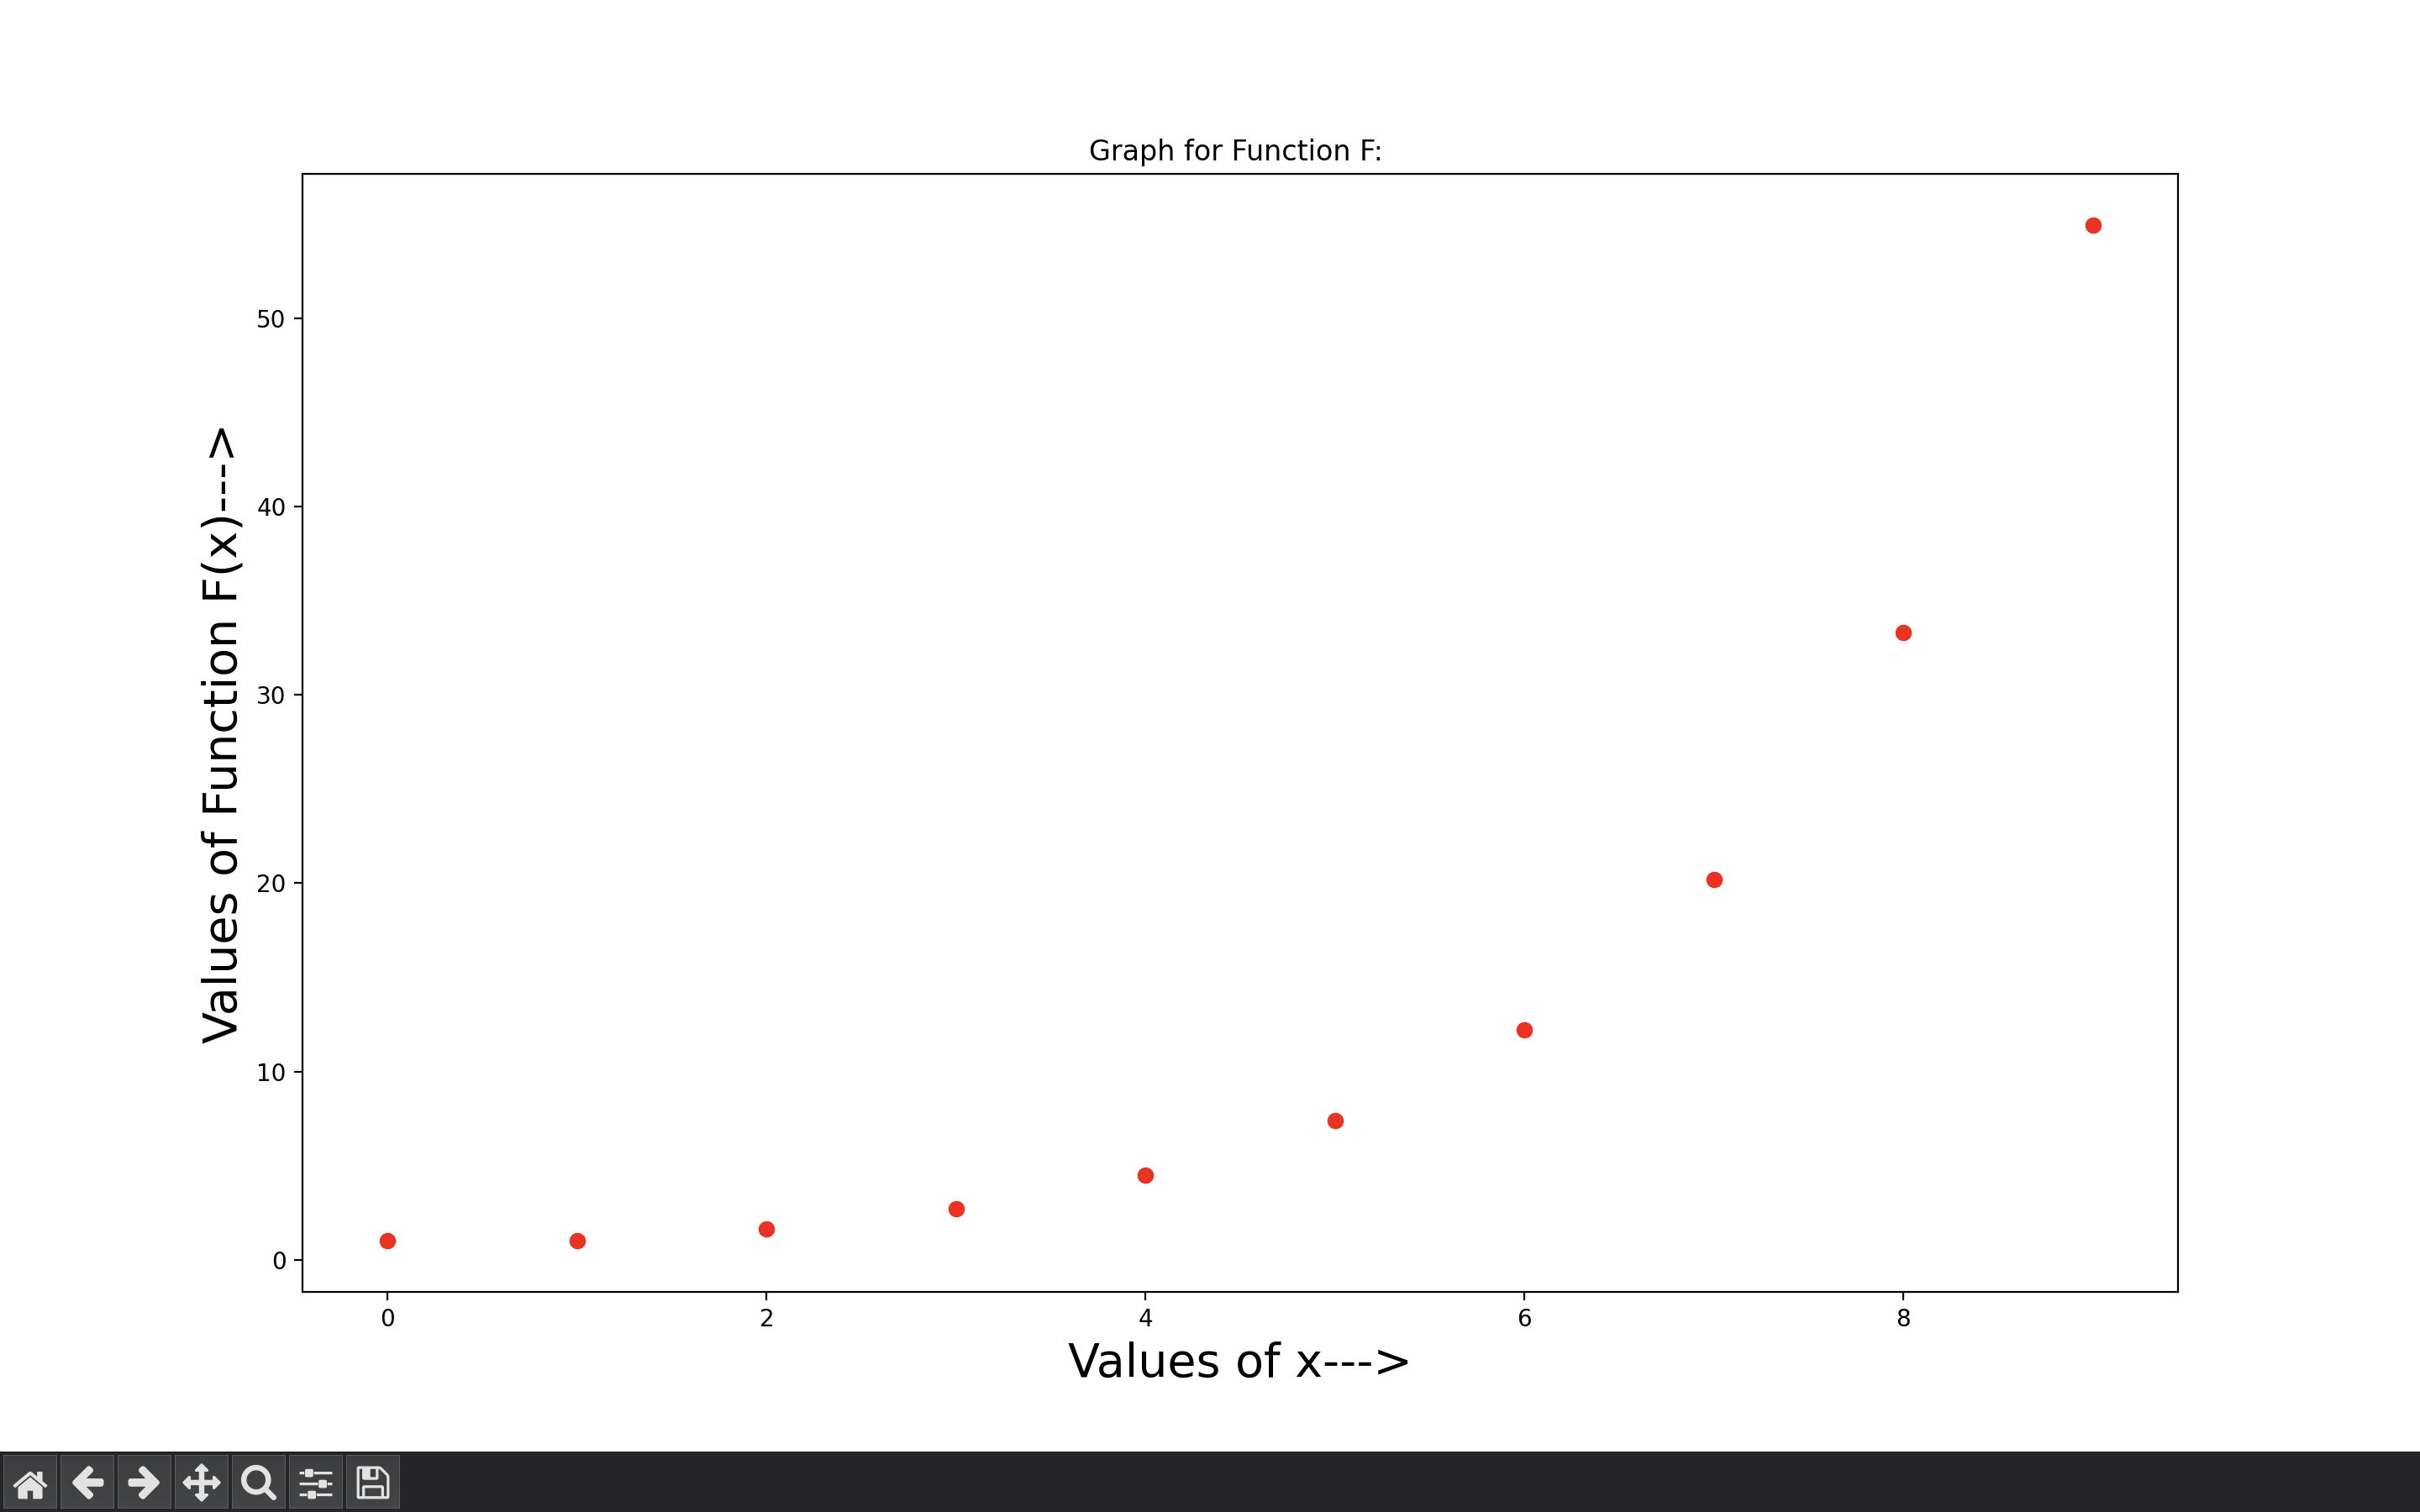 Graph for Function F:
Values of Function F(x)--->
50
40
30
20
10
0
0 2 4 6 8
Values of x--->